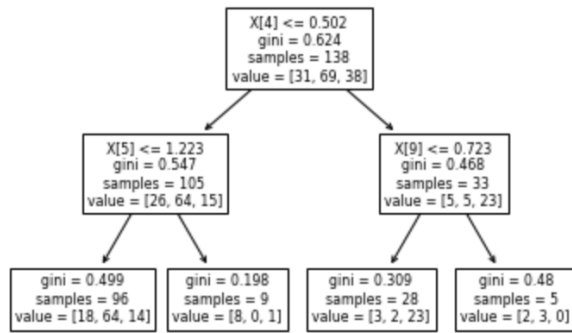 X[4] <= 0.502
gini = 0.624
samples = 138
value = [31, 69, 38]
X[5] <= 1.223
gini = 0.547
samples = 105
value = [26, 64, 15]
X[9] <= 0.723
gini = 0.468
samples = 33
value = [5, 5, 23]
gini = 0.499
samples = 96
value = [18, 64, 14]
gini = 0.198
samples = 9
value = [8, 0, 1]
gini = 0.309
samples = 28
value = [3, 2, 23]
gini = 0.48
samples = 5
value = [2, 3, 0]